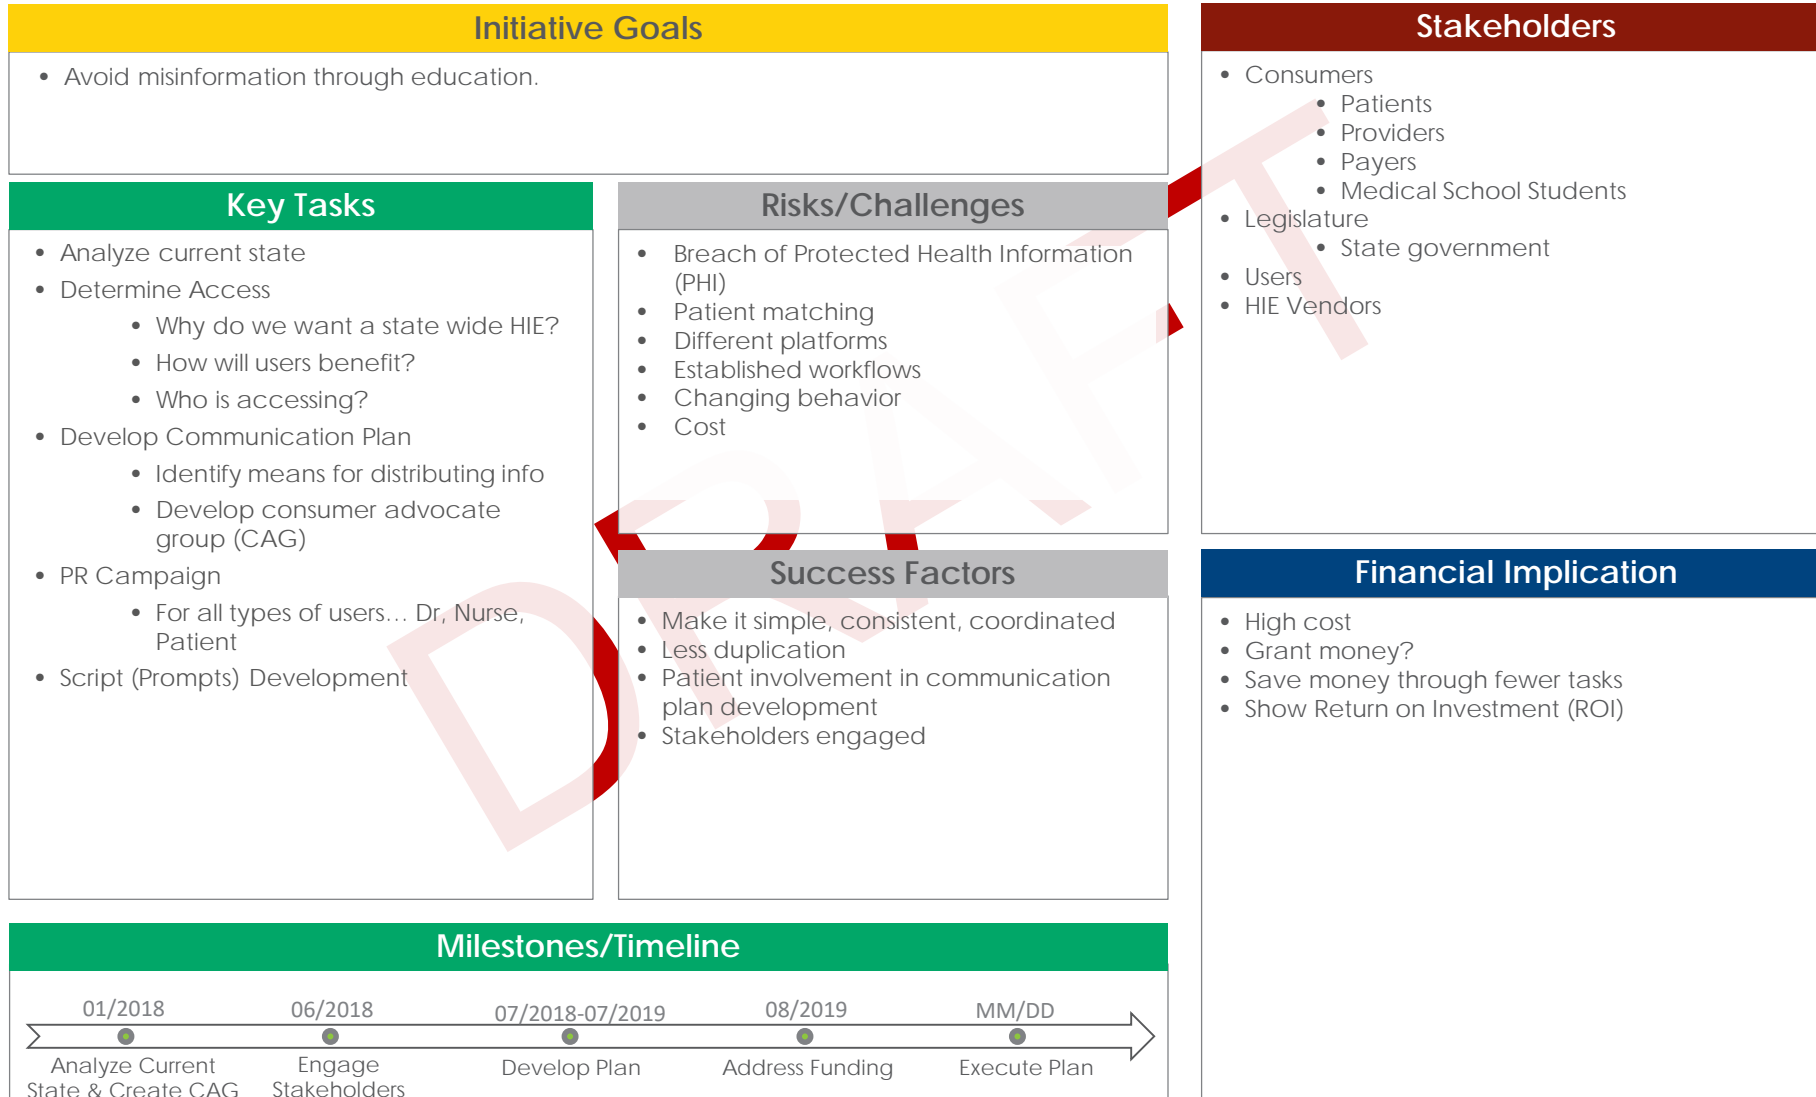 Initiative Goals
• Avoid misinformation through education.
Key Tasks
• Analyze current state
• Determine Access
• Why do we want a state wide HIE?
• How will users benefit?
• Who is accessing?
• Develop Communication Plan
• Identify means for distributing info
• Develop consumer advocate
group (CAG)
• PR Campaign
• For all types of users… Dr, Nurse,
Patient
• Script (Prompts) Development
Risks/Challenges
• Breach of Protected Health Information
(PHI)
• Patient matching
• Different platforms
• Established workflows
• Changing behavior
• Cost
Success Factors
• Make it simple, consistent, coordinated
• Less duplication
• Patient involvement in communication
plan development
• Stakeholders engaged
Stakeholders
• Consumers
• Patients
• Providers
• Payers
• Medical School Students
• Legislature
• State government
• Users
• HIE Vendors
Financial Implication
• High cost
• Grant money?
• Save money through fewer tasks
• Show Return on Investment (ROI)
Milestones/Timeline
01/2018
Analyze Current
State & Create CAG
06/2018
Engage
Stakeholders
07/2018-07/2019
Develop Plan
08/2019
Address Funding
MM/DD
Execute Plan
DRAFT